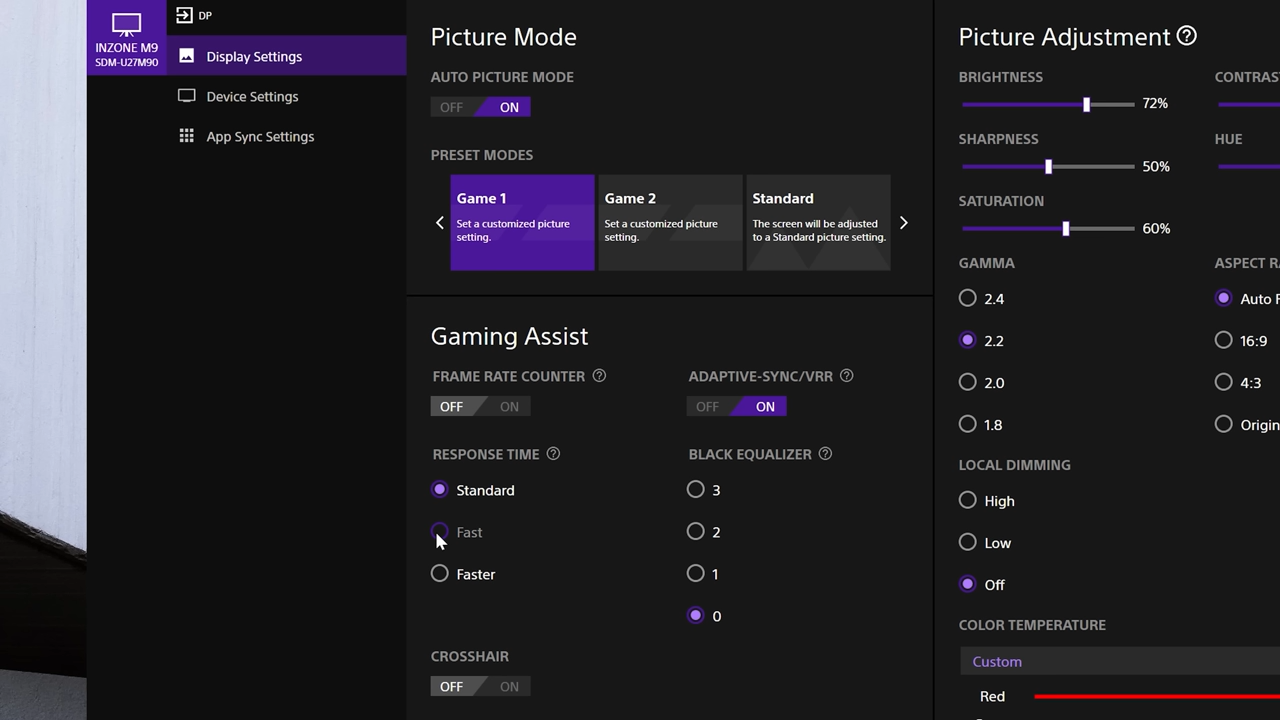 INZONE M9
SDM-U27M90
DP
Display Settings
Device Settings
App Sync Settings
Picture Mode
AUTO PICTURE MODE
OFF ON
PRESET MODES
Game 1
Set a customized picture
setting.
Game 2
Set a customized picture
setting.
Standard
The screen will be adjusted
to a Standard picture setting.
Gaming Assist
FRAME RATE COUNTER
OFF ON
ADAPTIVE-SYNC/VRR
OFF ON
RESPONSE TIME
Standard
Fast
Faster
BLACK EQUALIZER
3
2
1
0
CROSSHAIR
OFF ON
Picture Adjustment
BRIGHTNESS
72%
CONTRAS
SHARPNESS
50%
HUE
SATURATION
60%
GAMMA
2.4
2.2
2.0
1.8
ASPECT RA
Auto F
16:9
4:3
Origin
LOCAL DIMMING
High
Low
Off
COLOR TEMPERATURE
Custom
Red